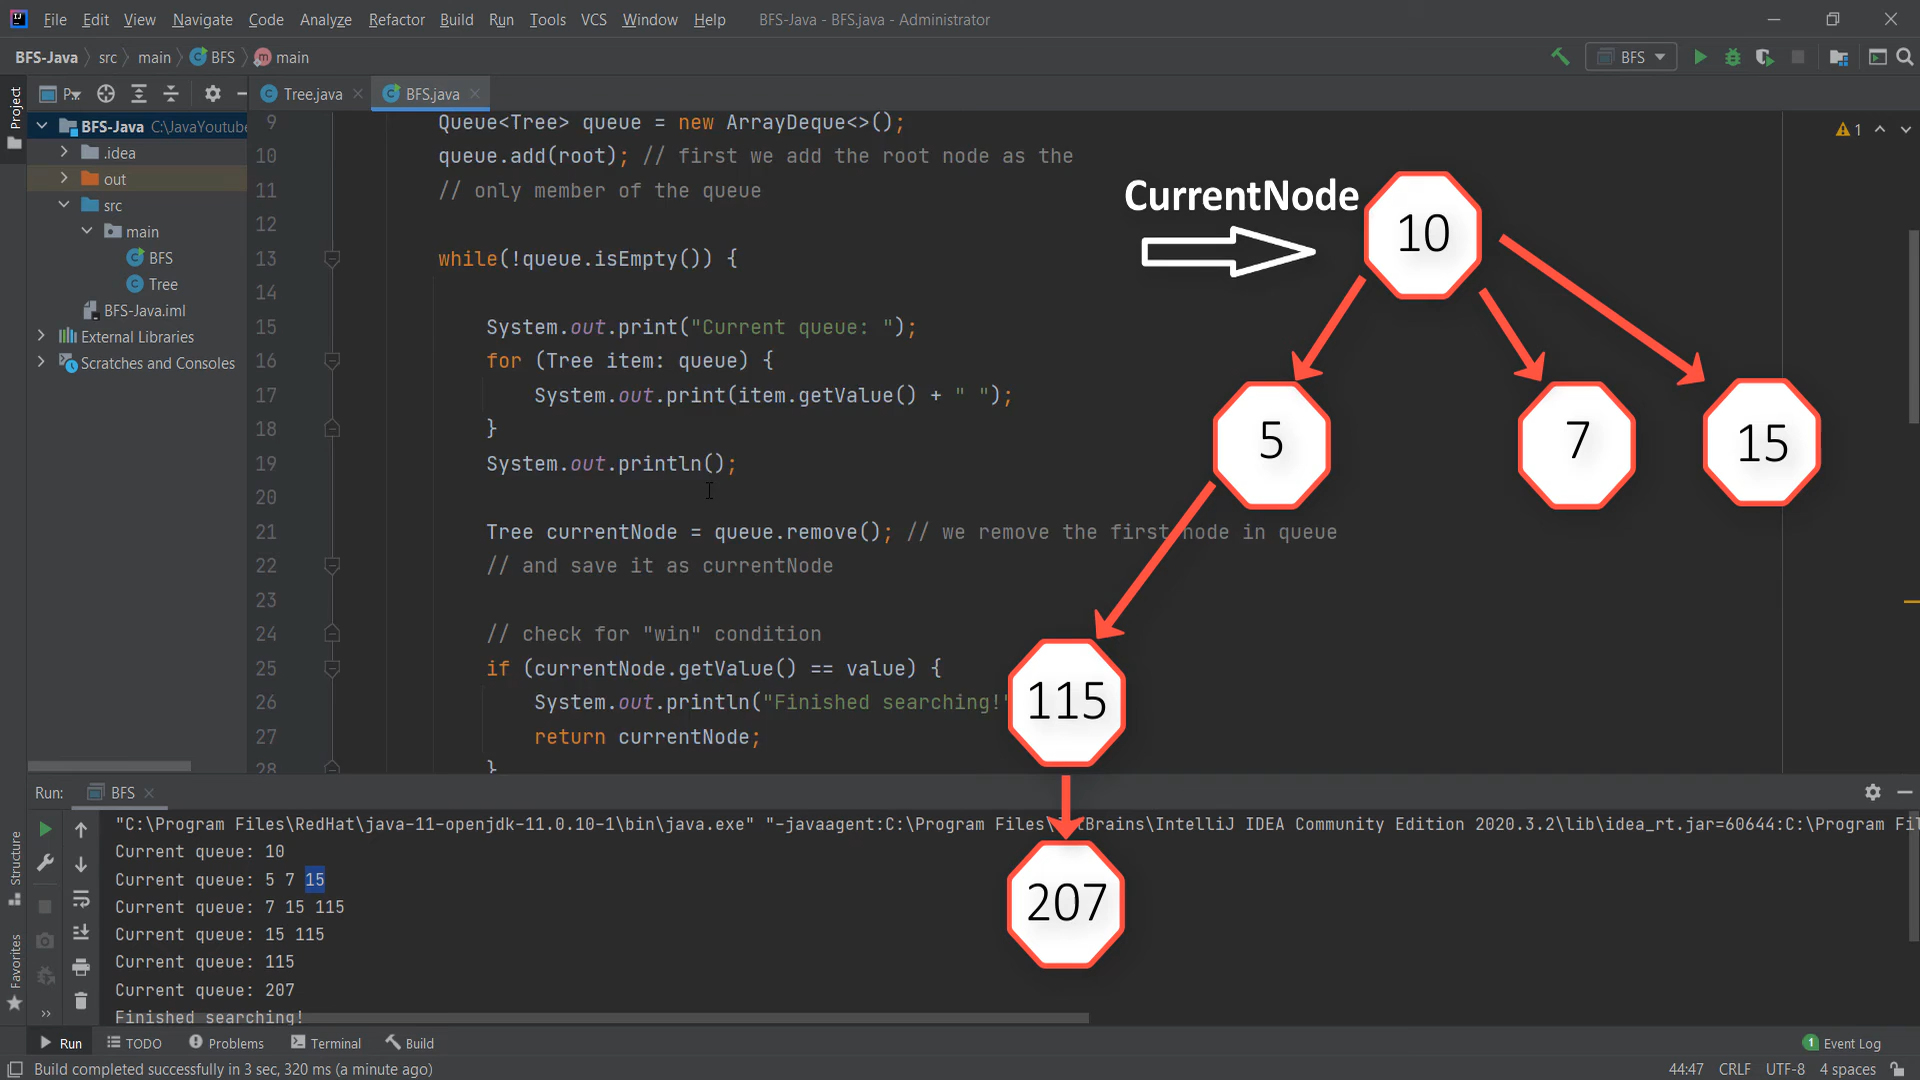 File Edit View Navigate Code Analyze Refactor Build Run Tools VCS Window Help BFS-Java - BFS.java - Administrator
BFS-Java src main BFS main
BFS
Project
P
Tree.java
BFS.java
BFS-Java C:\JavaYoutube
.idea
out
src
main
BFS
Tree
BFS-Java.iml
External Libraries
Scratches and Consoles
1
9 Queue<Tree> queue = new ArrayDeque<>();
10 queue.add(root); // first we add the root node as the
11 // only member of the queue
12
13 while(!queue.isEmpty()) {
14
15 System.out.print("Current queue: ");
16 for (Tree item: queue) {
17 System.out.print(item.getValue() + " ");
18 }
19 System.out.println();
20
21 Tree currentNode = queue.remove(); // we remove the first node in queue
22 // and save it as currentNode
23
24 // check for "win" condition
25 if (currentNode.getValue() == value) {
26 System.out.println("Finished searching!"
27 return currentNode;
28 }
CurrentNode
10
5
7
15
115
207
Run: BFS
"C:\Program Files\RedHat\java-11-openjdk-11.0.10-1\bin\java.exe" "-javaagent:C:\Program Files\JetBrains\IntelliJ IDEA Community Edition 2020.3.2\lib\idea_rt.jar=60644:C:\Program Fil
Current queue: 10
Current queue: 5 7 15
Current queue: 7 15 115
Current queue: 15 115
Current queue: 115
Current queue: 207
Finished searching!
Structure
Favorites
Run TODO Problems Terminal Build
1 Event Log
Build completed successfully in 3 sec, 320 ms (a minute ago)
44:47 CRLF UTF-8 4 spaces